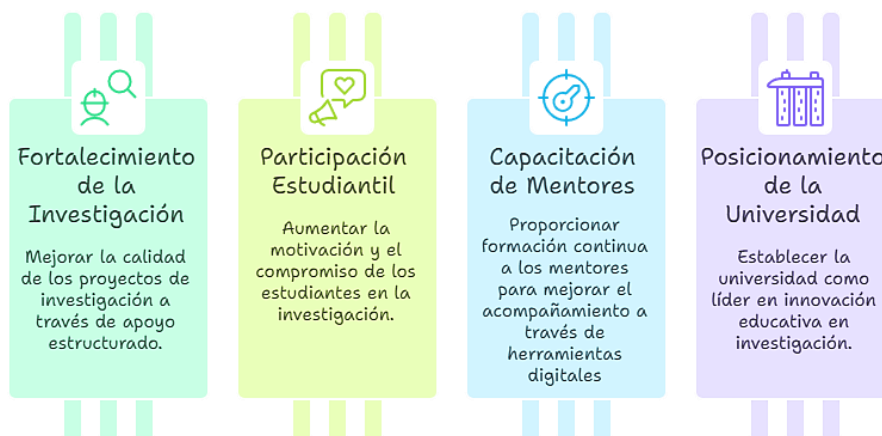 Fortalecimiento
de la
Investigación
Mejorar la calidad
de los proyectos de
investigación a
través de apoyo
estructurado.
Participación
Estudiantil
Aumentar la
motivación y el
compromiso de los
estudiantes en la
investigación.
Capacitación
de Mentores
Proporcionar
formación continua
a los mentores
para mejorar el
acompañamiento a
través de
herramientas
digitales
Posicionamiento
de la
Universidad
Establecer la
universidad como
líder en innovación
educativa en
investigación.